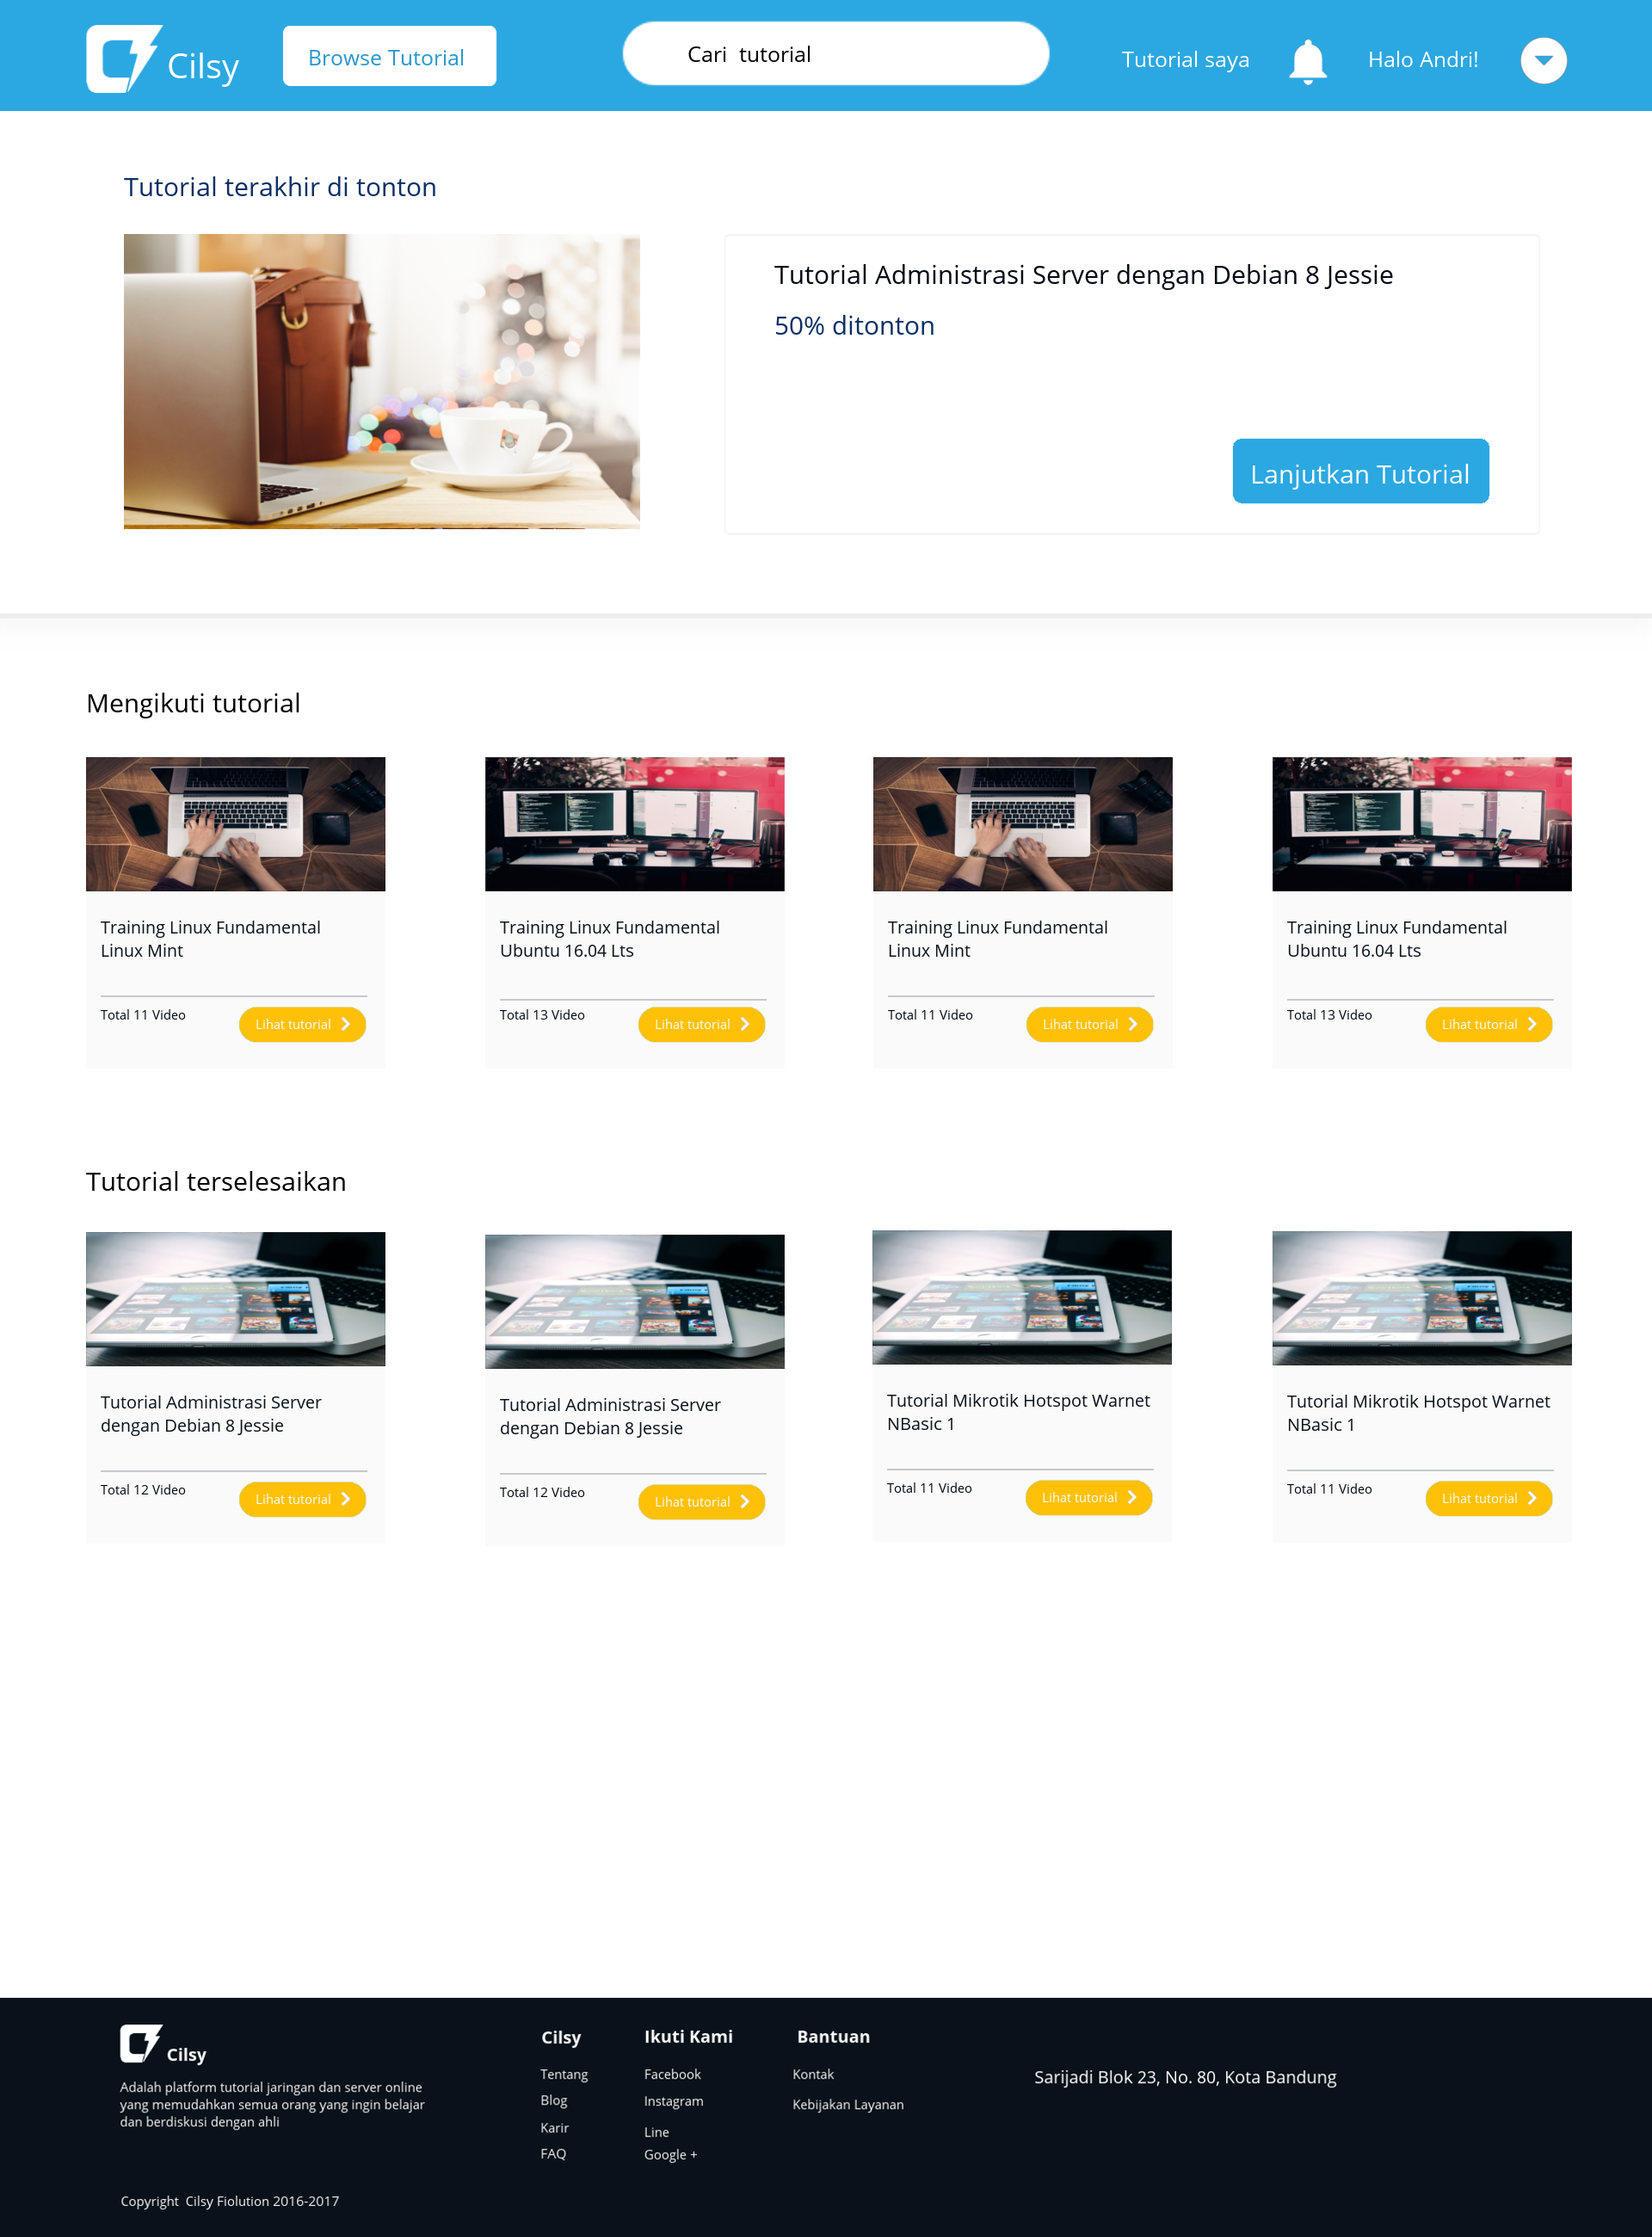 Cilsy
Browse Tutorial
Cari tutorial
Tutorial saya
Halo Andri!
Tutorial terakhir di tonton
Tutorial Administrasi Server dengan Debian 8 Jessie
50% ditonton
Lanjutkan Tutorial
Mengikuti tutorial
Training Linux Fundamental
Linux Mint
Total 11 Video
Lihat tutorial
Training Linux Fundamental
Ubuntu 16.04 Lts
Total 13 Video
Lihat tutorial
Training Linux Fundamental
Linux Mint
Total 11 Video
Lihat tutorial
Training Linux Fundamental
Ubuntu 16.04 Lts
Total 13 Video
Lihat tutorial
Tutorial terselesaikan
Tutorial Administrasi Server
dengan Debian 8 Jessie
Total 12 Video
Lihat tutorial
Tutorial Administrasi Server
dengan Debian 8 Jessie
Total 12 Video
Lihat tutorial
Tutorial Mikrotik Hotspot Warnet
NBasic 1
Total 11 Video
Lihat tutorial
Tutorial Mikrotik Hotspot Warnet
NBasic 1
Total 11 Video
Lihat tutorial
Cilsy
Adalah platform tutorial jaringan dan server online
yang memudahkan semua orang yang ingin belajar
dan berdiskusi dengan ahli
Copyright Cilsy Fiolution 2016-2017
Cilsy
Tentang
Blog
Karir
FAQ
Ikuti Kami
Facebook
Instagram
Line
Google +
Bantuan
Kontak
Kebijakan Layanan
Sarijadi Blok 23, No. 80, Kota Bandung